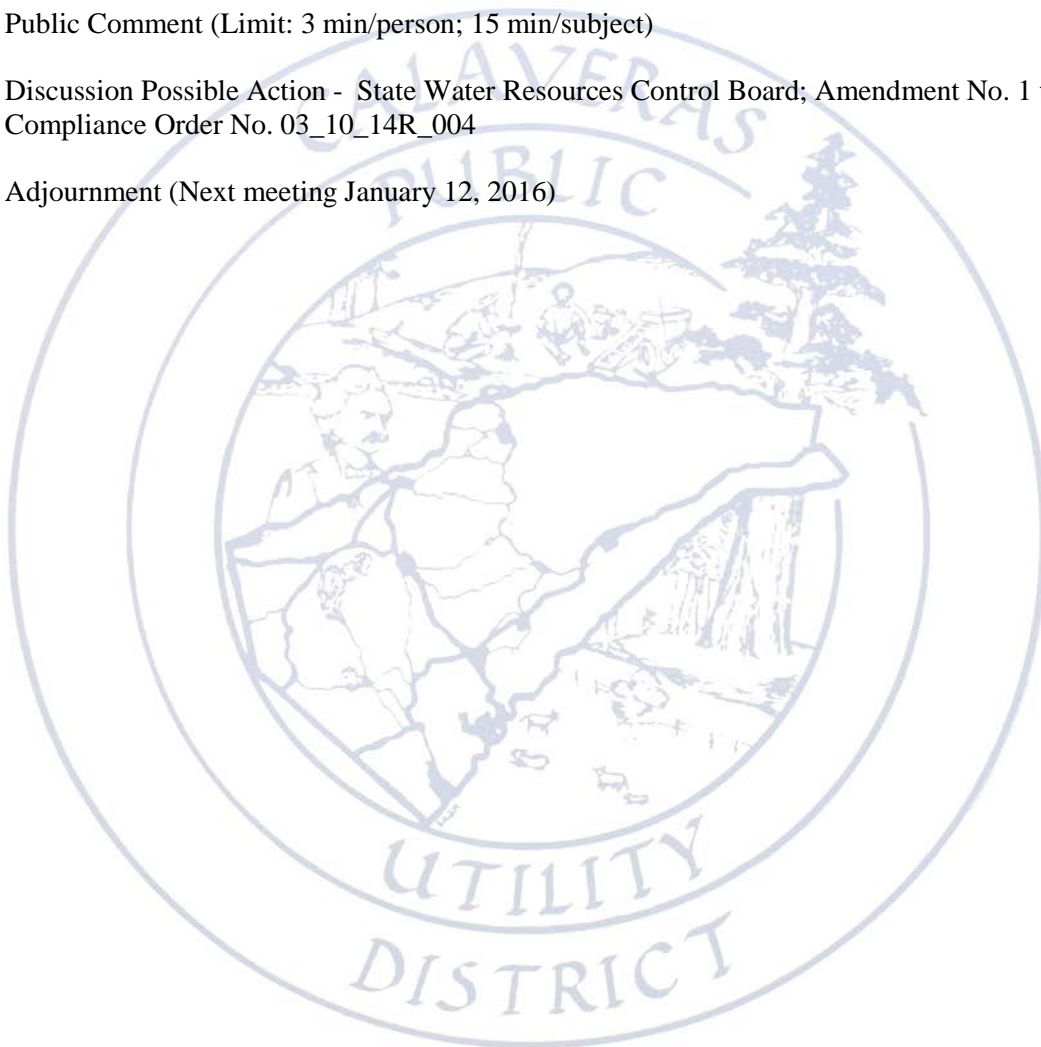 Public Comment (Limit: 3 min/person; 15 min/subject)
Discussion Possible Action - State Water Resources Control Board; Amendment No. 1
Compliance Order No. 03_10_14R_004
Adjournment (Next meeting January 12, 2016)
CALAVERAS
PUBLIC
UTILITY
DISTRICT